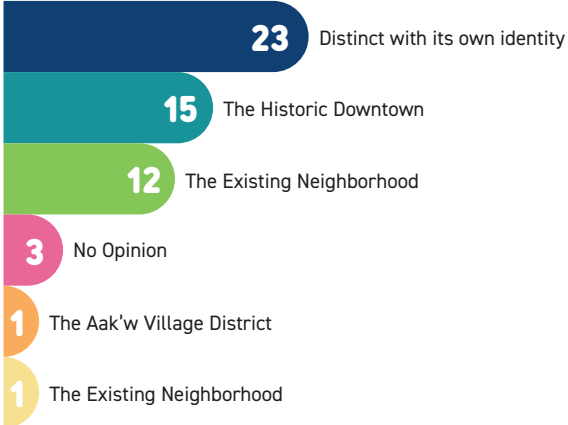 23 Distinct with its own identity
15 The Historic Downtown
12 The Existing Neighborhood
3 No Opinion
1 The Aak'w Village District
1 The Existing Neighborhood